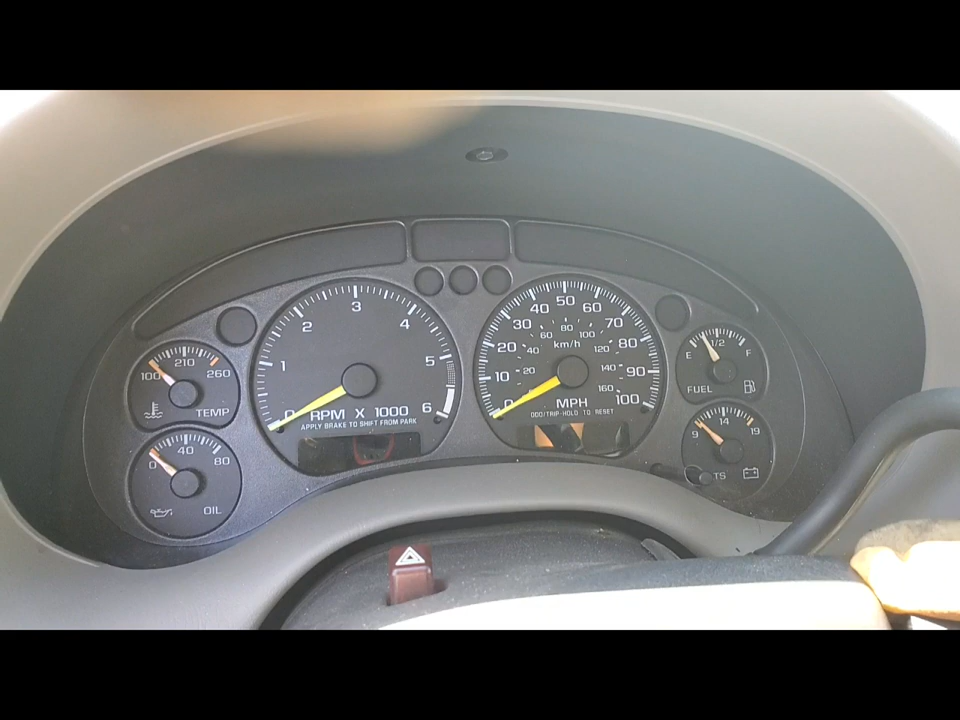 100 210 260
TEMP
0 40 80
OIL
0 1 2 3 4 5 6
RPM X 1000
APPLY BRAKE TO SHIFT FROM PARK
0 10 20 30 40 50 60 70 80 90 100
20 40 60 80 100 120 140 160
km/h
MPH
ODO/TRIP-HOLD TO RESET
E 1/2 F
FUEL
9 14 19
TS